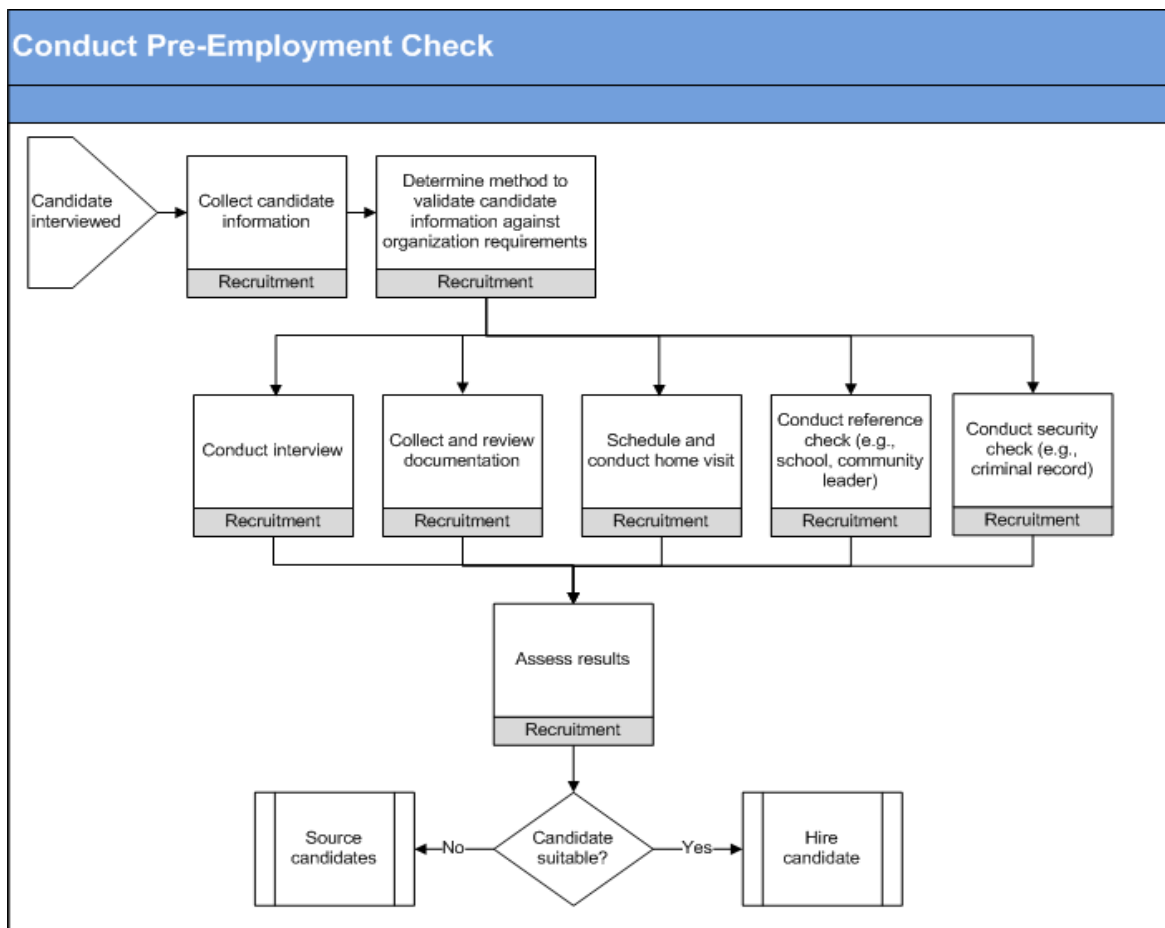 Conduct Pre-Employment Check
Candidate
interviewed
Collect candidate
information
Recruitment
Determine method to
validate candidate
information against
organization requirements
Recruitment
Conduct interview
Recruitment
Collect and review
documentation
Recruitment
Schedule and
conduct home visit
Recruitment
Conduct reference
check (e.g.,
school, community
leader)
Recruitment
Conduct security
check (e.g.,
criminal record)
Recruitment
Assess results
Recruitment
Source
candidates
No
Candidate
suitable?
Yes
Hire
candidate